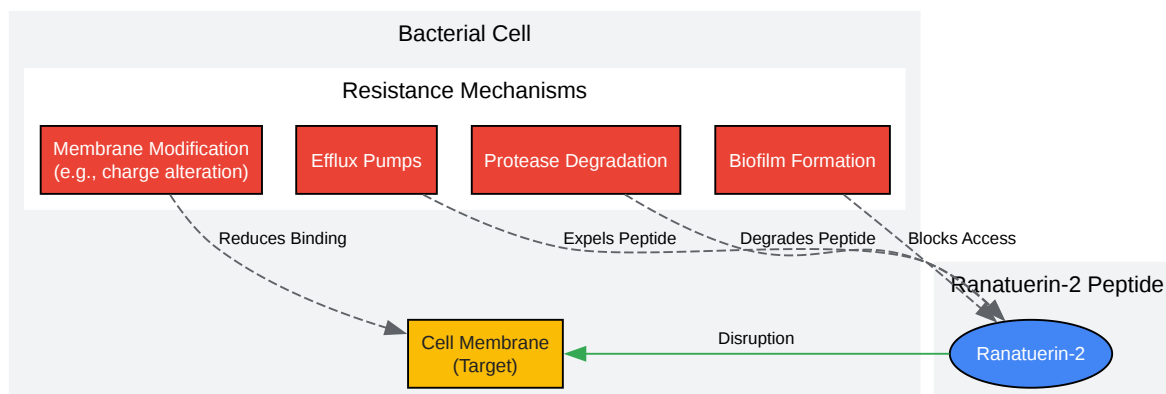 Bacterial Cell
Resistance Mechanisms
Membrane Modification
(e.g., charge alteration)
Efflux Pumps
Protease Degradation
Biofilm Formation
Reduces Binding
Expels Peptide
Degrades Peptide
Blocks Access
Ranatuerin-2 Peptide
Cell Membrane
(Target)
Disruption
Ranatuerin-2